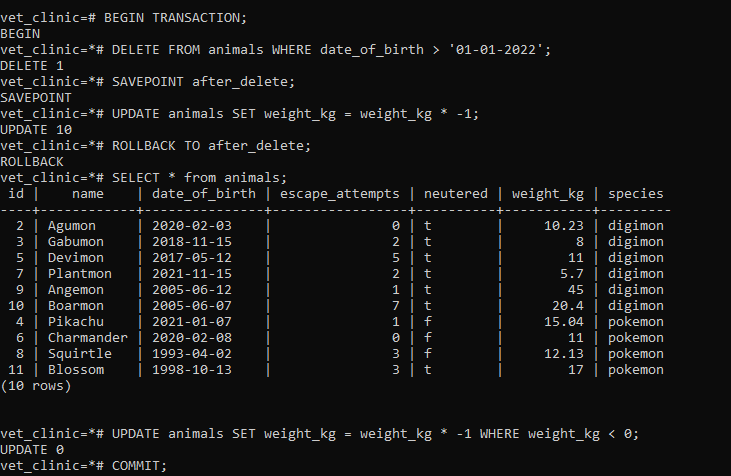 vet_clinic=# BEGIN TRANSACTION;
BEGIN
vet_clinic=*# DELETE FROM animals WHERE date_of_birth > '01-01-2022';
DELETE 1
vet_clinic=*# SAVEPOINT after_delete;
SAVEPOINT
vet_clinic=*# UPDATE animals SET weight_kg = weight_kg * -1;
UPDATE 10
vet_clinic=*# ROLLBACK TO after_delete;
ROLLBACK
vet_clinic=*# SELECT * from animals;
 id |    name    | date_of_birth | escape_attempts | neutered | weight_kg | species
----+------------+---------------+-----------------+----------+-----------+---------
  2 | Agumon     | 2020-02-03    |               0 | t        |     10.23 | digimon
  3 | Gabumon    | 2018-11-15    |               2 | t        |         8 | digimon
  5 | Devimon    | 2017-05-12    |               5 | t        |        11 | digimon
  7 | Plantmon   | 2021-11-15    |               2 | t        |       5.7 | digimon
  9 | Angemon    | 2005-06-12    |               1 | t        |        45 | digimon
 10 | Boarmon    | 2005-06-07    |               7 | t        |      20.4 | digimon
  4 | Pikachu    | 2021-01-07    |               1 | f        |     15.04 | pokemon
  6 | Charmander | 2020-02-08    |               0 | f        |        11 | pokemon
  8 | Squirtle   | 1993-04-02    |               3 | f        |     12.13 | pokemon
 11 | Blossom    | 1998-10-13    |               3 | t        |        17 | pokemon
(10 rows)
vet_clinic=*# UPDATE animals SET weight_kg = weight_kg * -1 WHERE weight_kg < 0;
UPDATE 0
vet_clinic=*# COMMIT;